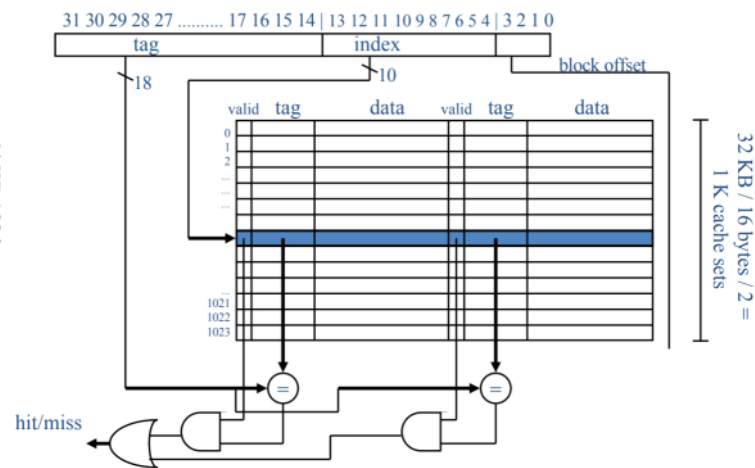 31 30 29 28 27 .......... 17 16 15 14 | 13 12 11 10 9 8 7 6 5 4 | 3 2 1 0
tag index
18 10 block offset
valid tag data valid tag data
0
1
2
...
...
...
...
1021
1022
1023
32 KB / 16 bytes / 2 =
1 K cache sets
= =
hit/miss